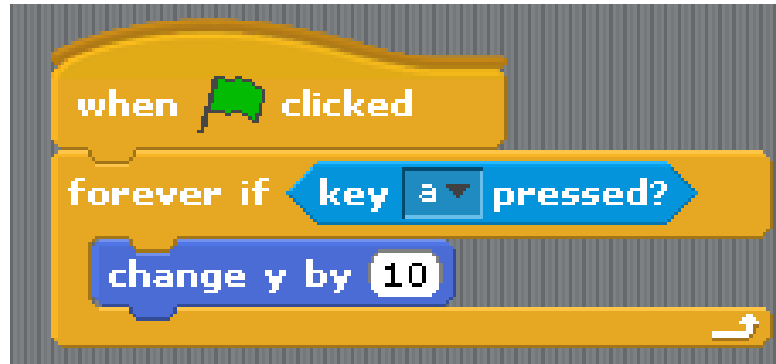 when clicked
forever if key a pressed?
change y by 10